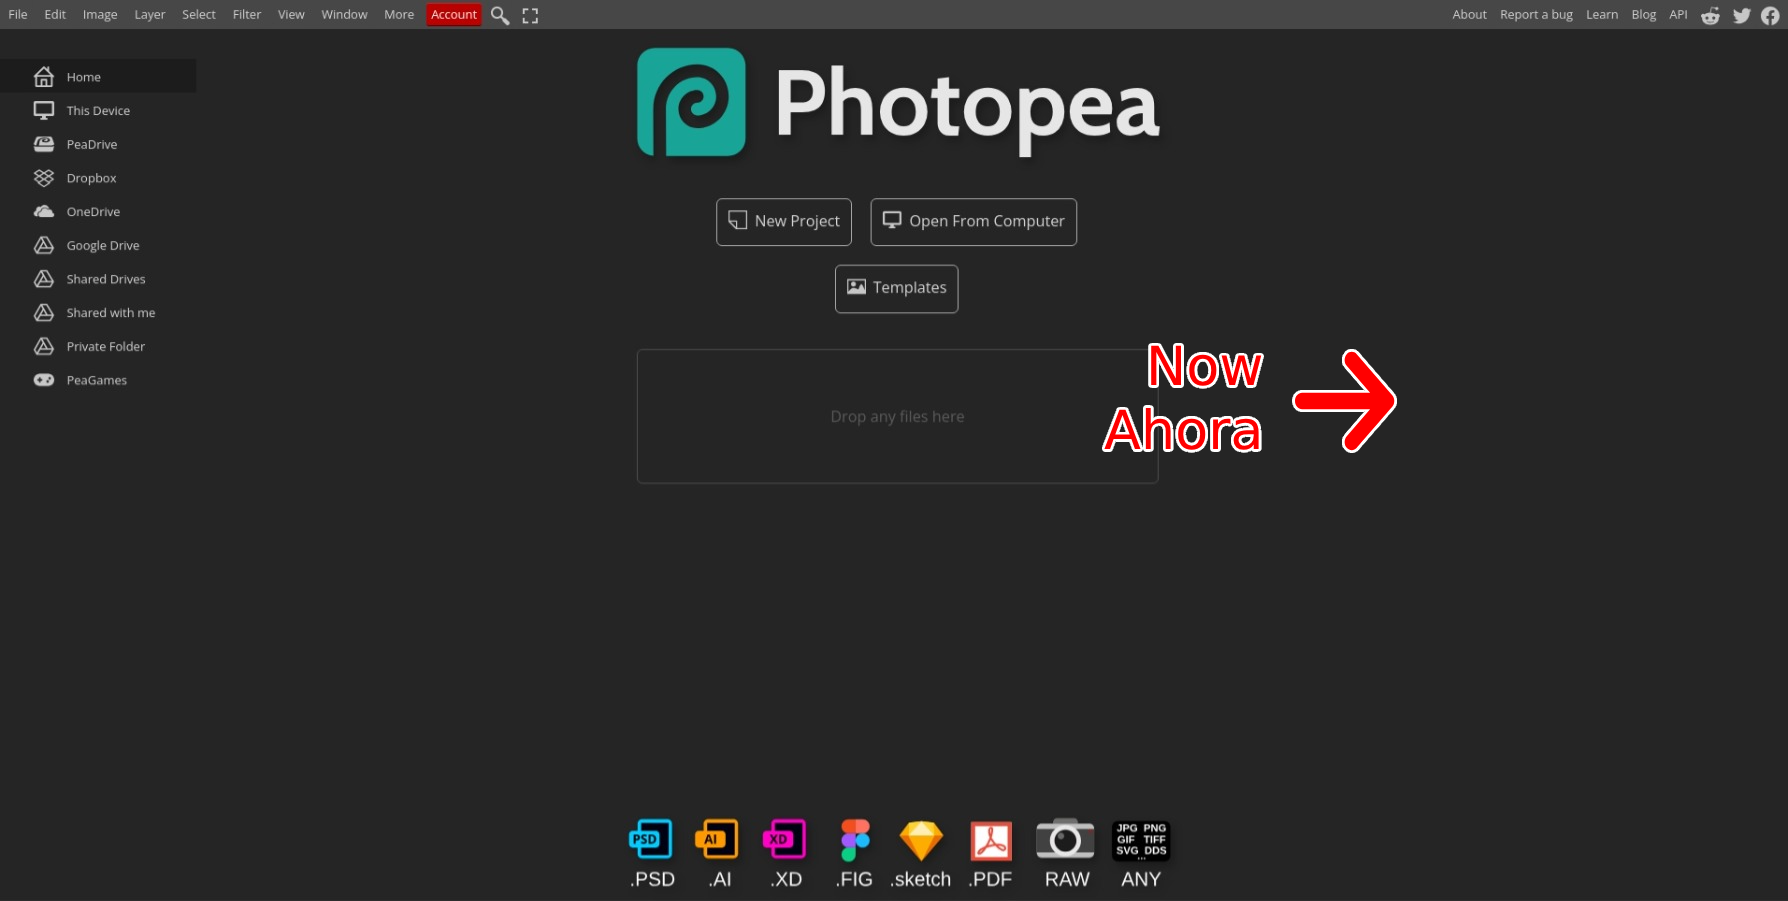 File Edit Image Layer Select Filter View Window More Account
About Report a bug Learn Blog API
Home
This Device
PeaDrive
Dropbox
OneDrive
Google Drive
Shared Drives
Shared with me
Private Folder
PeaGames
Photopea
New Project
Open From Computer
Templates
Drop any files here
Now
Ahora
PSD
AI
XD
JPG PNG
GIF TIFF
SVG DDS
...
.PSD .AI .XD .FIG .sketch .PDF RAW ANY